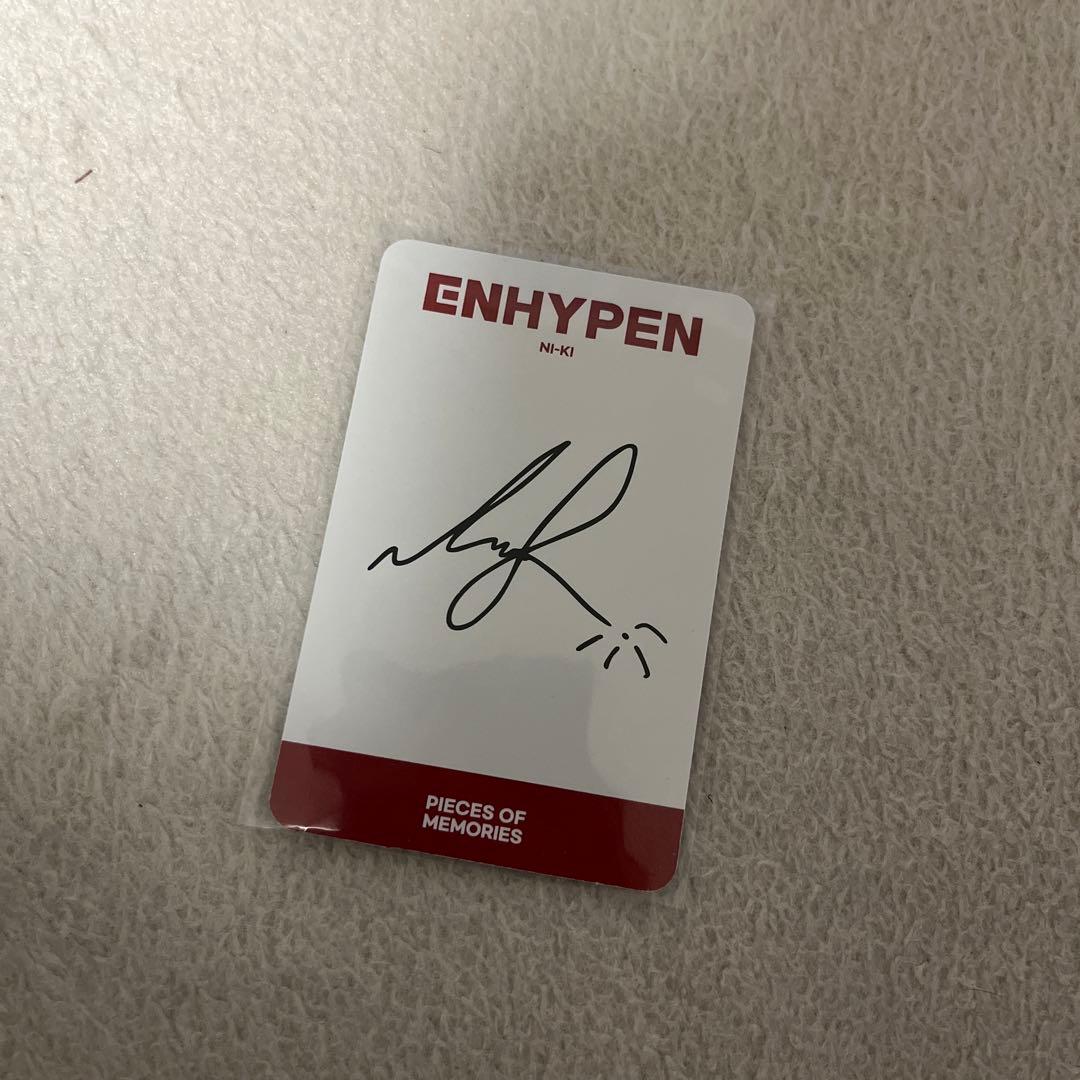 ENHYPEN
NI-KI
PIECES OF
MEMORIES